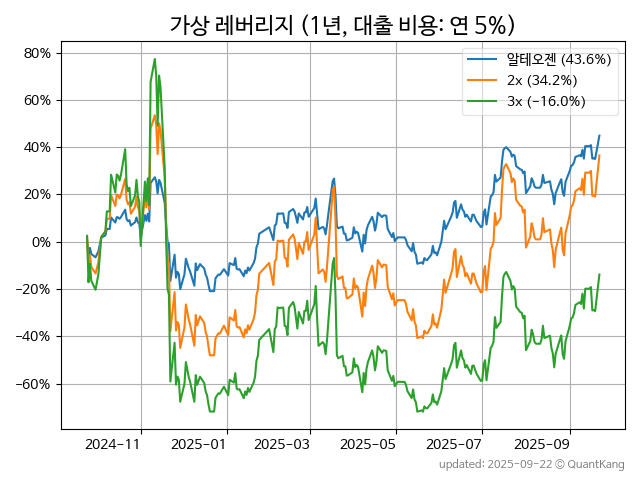 가상 레버리지 (1년, 대출 비용: 연 5%)
알테오젠 (43.6%)
2x (34.2%)
3x (−16.0%)
80%
60%
40%
20%
0%
−20%
−40%
−60%
2024-11
2025-01
2025-03
2025-05
2025-07
2025-09
updated: 2025-09-22 © QuantKang